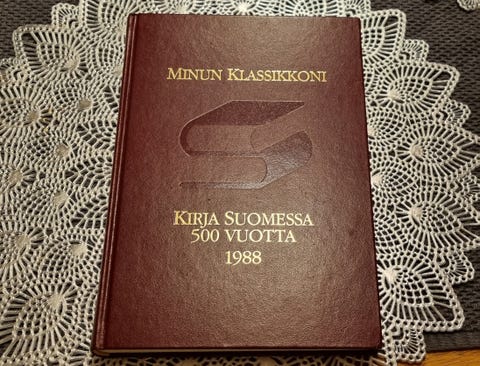 MINUN KLASSIKKONI
KIRJA SUOMESSA
500 VUOTTA
1988